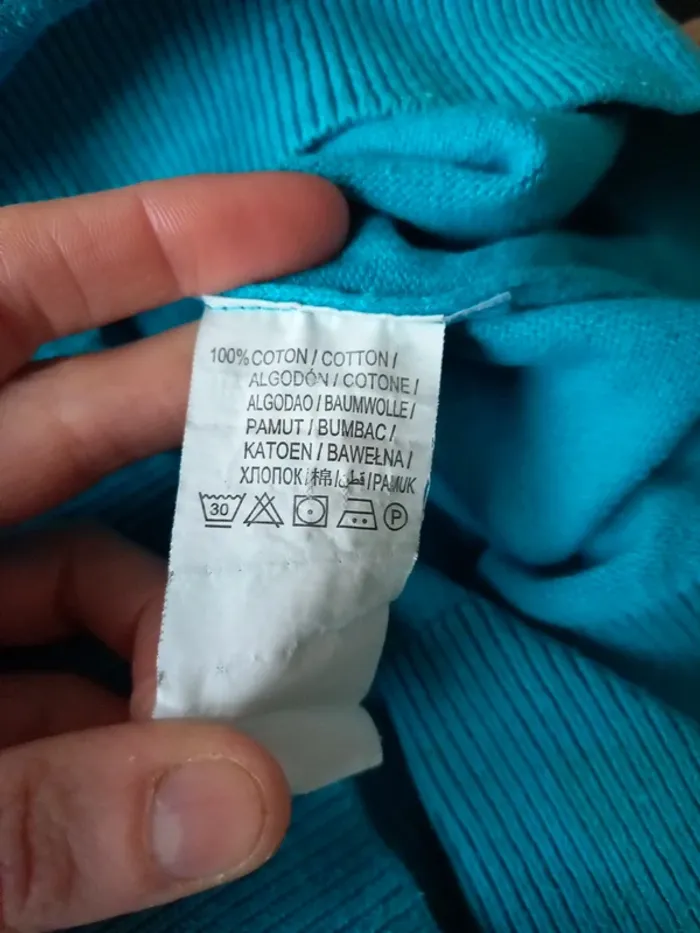 100% COTON / COTTON /
ALGODÓN / COTONE /
ALGODAO / BAUMWOLLE /
PAMUT / BUMBAC /
KATOEN / BAWEŁNA /
ХЛОПОК / 棉 / قطن / PAMUK
30 P